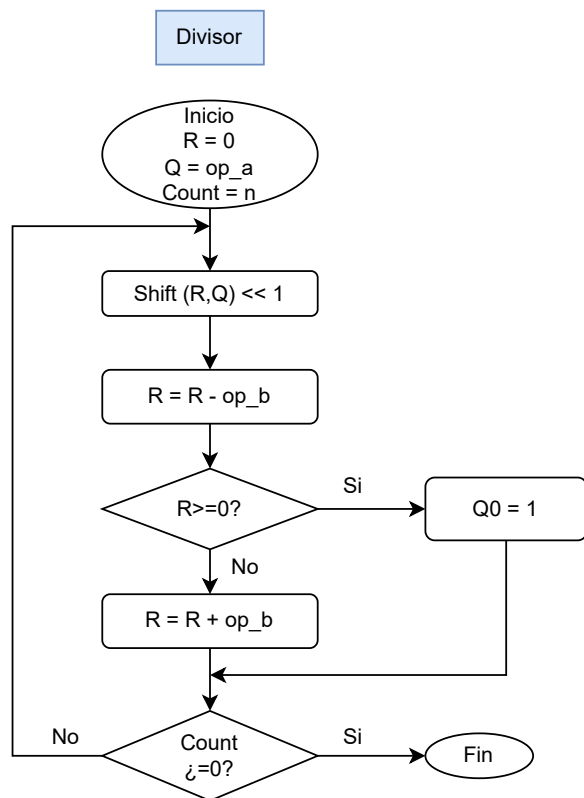 Divisor
Inicio
R = 0
Q = op_a
Count = n
Shift (R,Q) << 1
R = R - op_b
R>=0?
Si
Q0 = 1
No
R = R + op_b
No
Count
¿=0?
Si
Fin